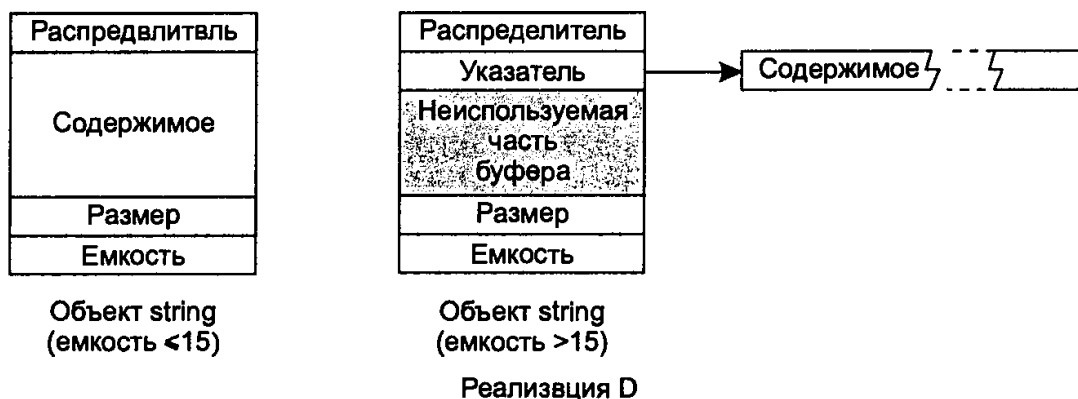 Распредвлитвль
Содержимое
Размер
Емкость
Объект string
(емкость ≤15)
Распределитель
Указатель
Неиспользуемая
часть
буфера
Размер
Емкость
Объект string
(емкость >15)
Содержимое
Реализвция D